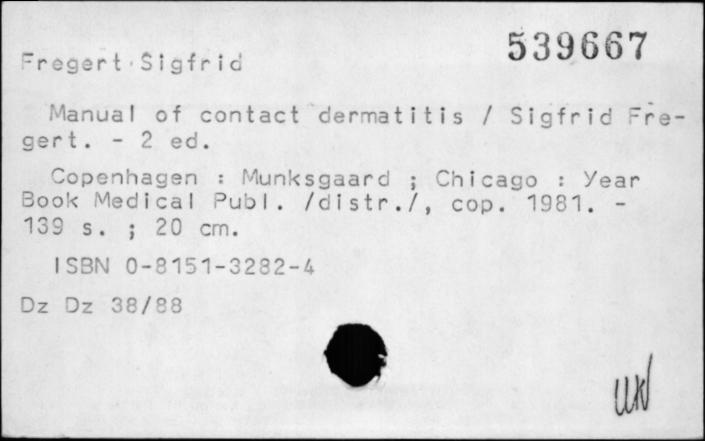 539667
Fregert Sigfrid
Manual of contact dermatitis / Sigfrid Fre-
gert. - 2 ed.
Copenhagen : Munksgaard ; Chicago : Year
Book Medical Publ. /distr./, cop. 1981. -
139 s. ; 20 cm.
ISBN 0-8151-3282-4
Dz Dz 38/88